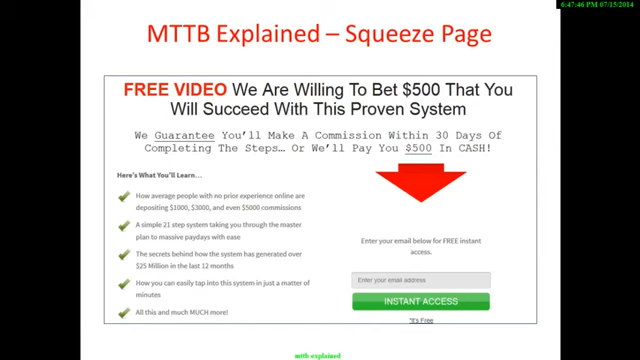 6:47:46 PM 07/15/2014
MTTB Explained – Squeeze Page
FREE VIDEO We Are Willing To Bet $500 That You
Will Succeed With This Proven System
We Guarantee You'll Make A Commission Within 30 Days Of
Completing The Steps… Or We'll Pay You $500 In CASH!
Here's What You'll Learn...
How average people with no prior experience online are
depositing $1000, $3000, and even $5000 commissions
A simple 21 step system taking you through the master
plan to massive paydays with ease
The secrets behind how the system has generated over
$25 Million in the last 12 months
How you can easily tap into this system in just a matter of
minutes
All this and much MUCH more!
Enter your email below for FREE instant
access.
Enter your email address
INSTANT ACCESS
"It's Free
mttb explained